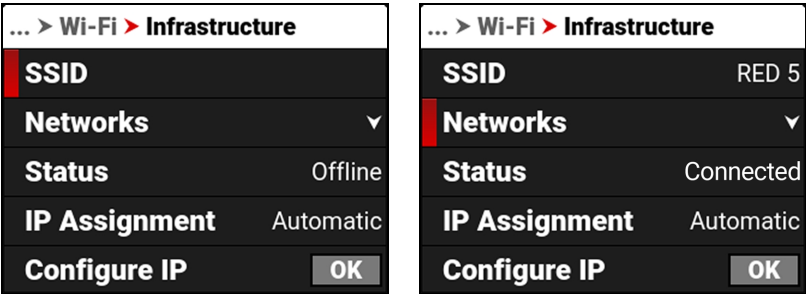 ... > Wi-Fi > Infrastructure
SSID
Networks
Status Offline
IP Assignment Automatic
Configure IP OK
... > Wi-Fi > Infrastructure
SSID RED 5
Networks
Status Connected
IP Assignment Automatic
Configure IP OK